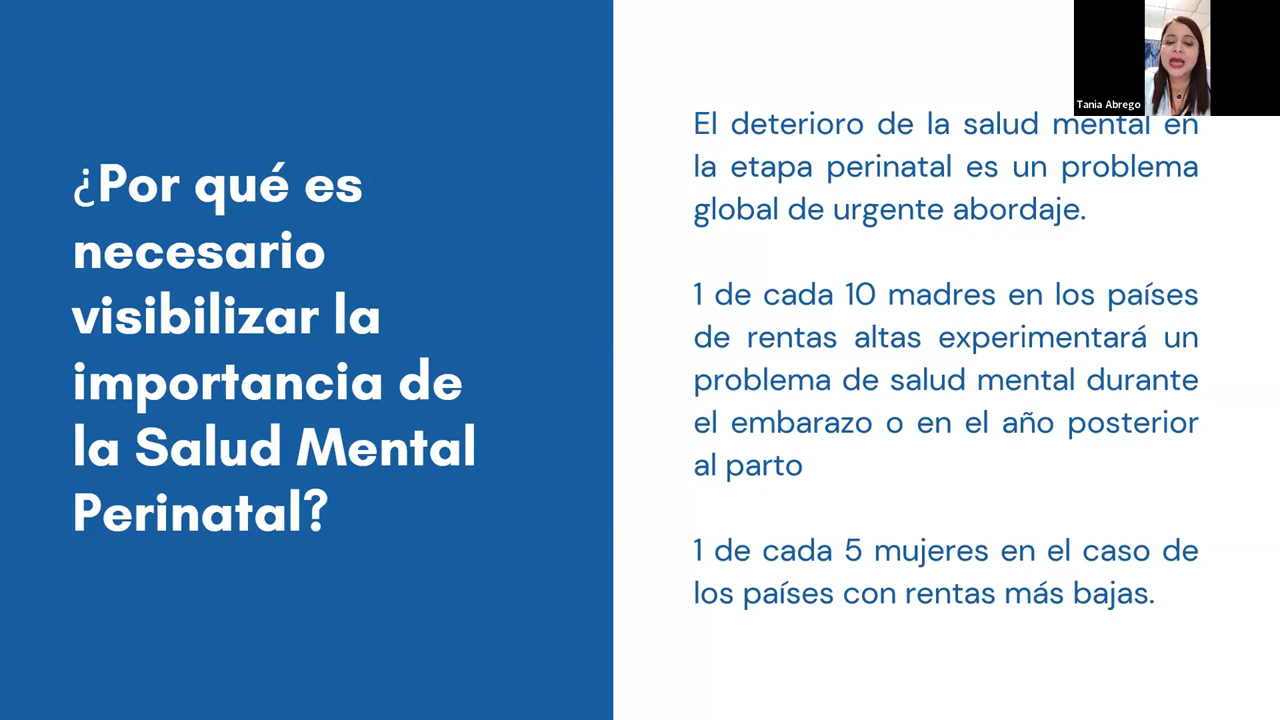 ¿Por qué es
necesario
visibilizar la
importancia de
la Salud Mental
Perinatal?
Tania Abrego
El deterioro de la salud mental en
la etapa perinatal es un problema
global de urgente abordaje.
1 de cada 10 madres en los países
de rentas altas experimentará un
problema de salud mental durante
el embarazo o en el año posterior
al parto
1 de cada 5 mujeres en el caso de
los países con rentas más bajas.